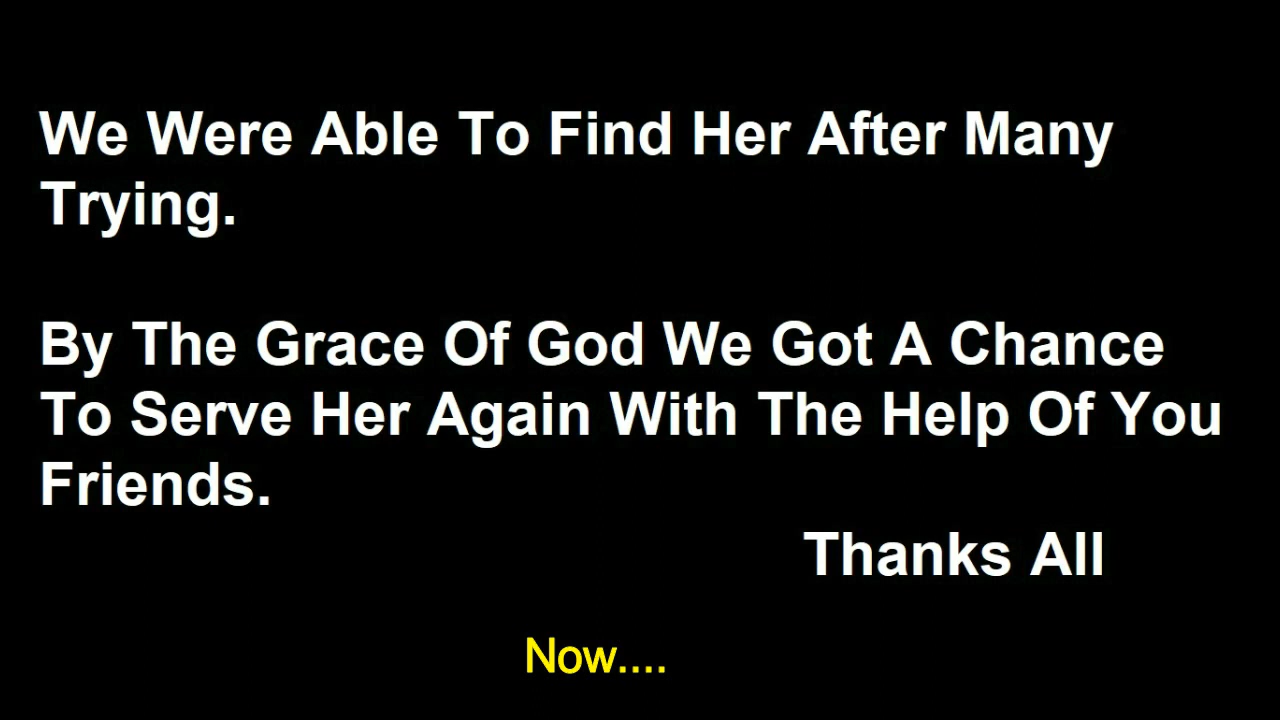 We Were Able To Find Her After Many
Trying.
By The Grace Of God We Got A Chance
To Serve Her Again With The Help Of You
Friends.
Thanks All
Now....